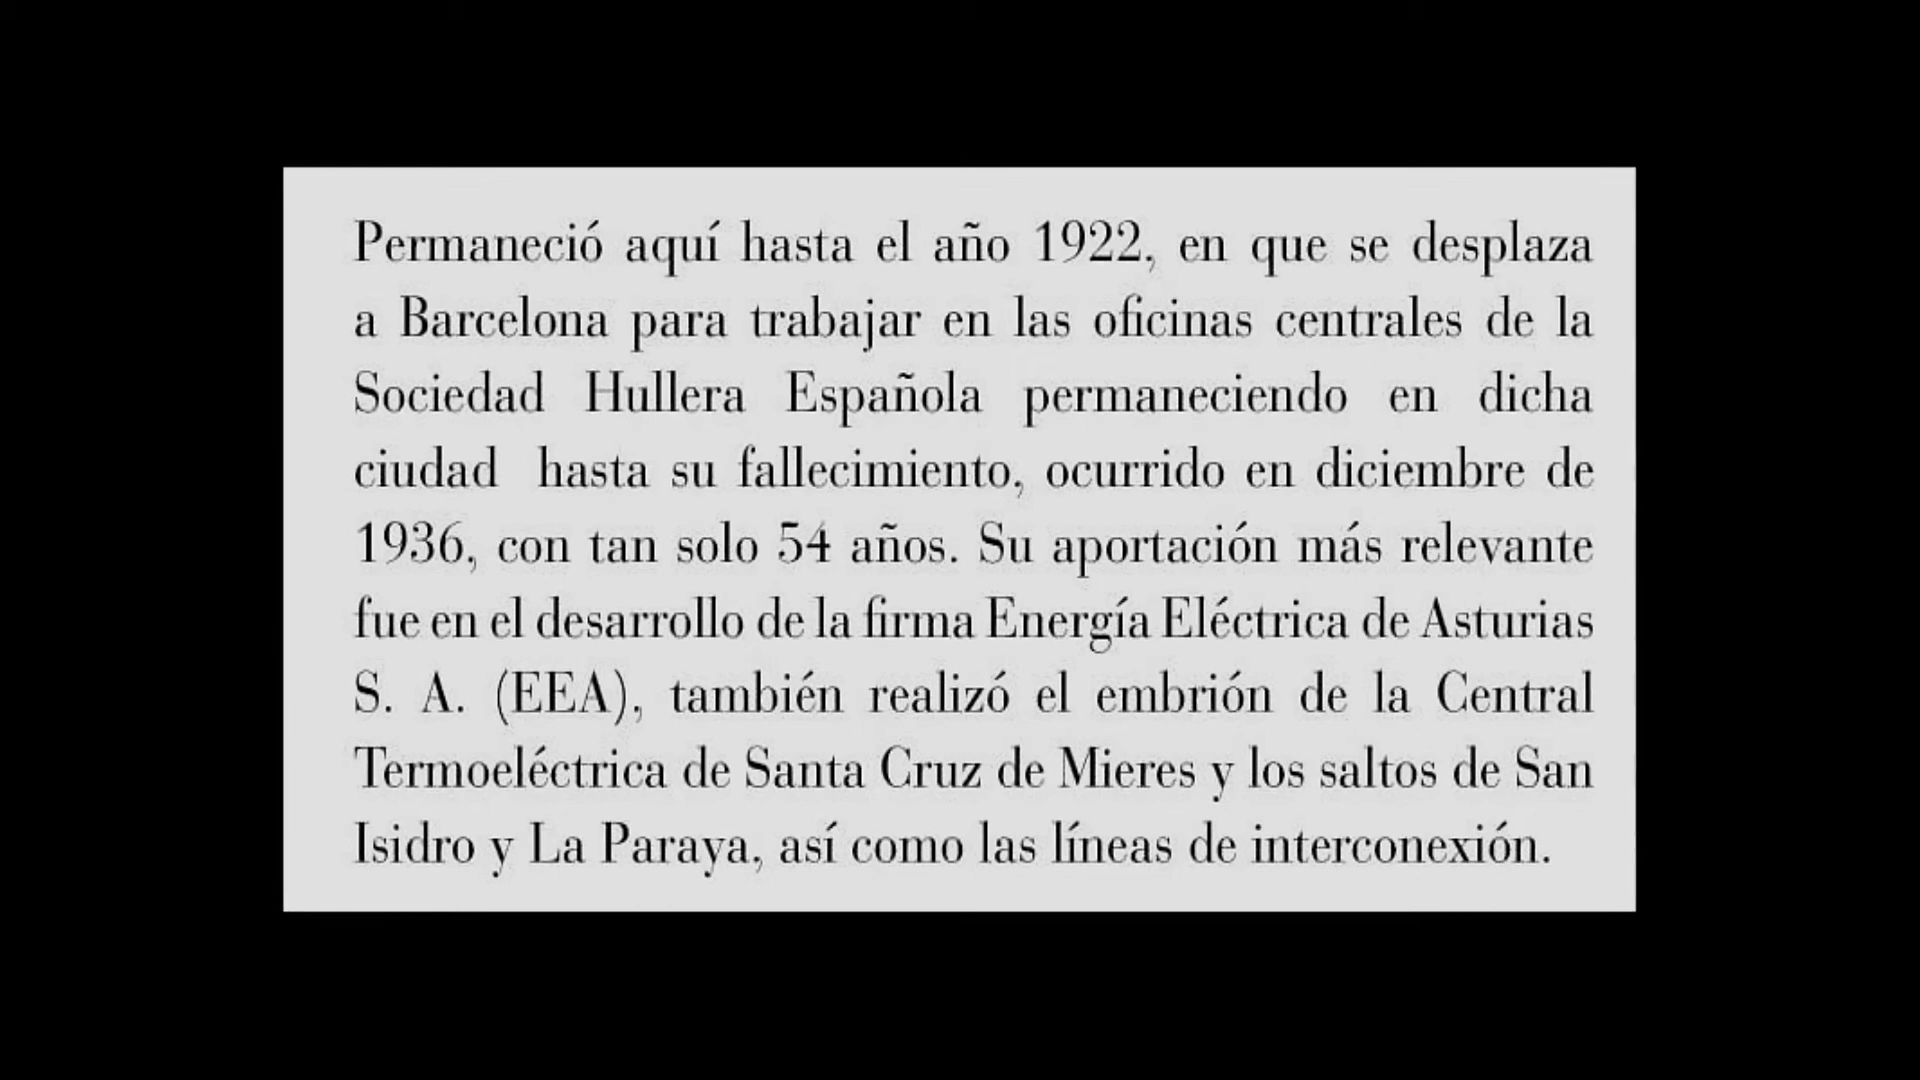 Permaneció aquí hasta el año 1922, en que se desplaza
a Barcelona para trabajar en las oficinas centrales de la
Sociedad Hullera Española permaneciendo en dicha
ciudad hasta su fallecimiento, ocurrido en diciembre de
1936, con tan solo 54 años. Su aportación más relevante
fue en el desarrollo de la firma Energía Eléctrica de Asturias
S. A. (EEA), también realizó el embrión de la Central
Termoeléctrica de Santa Cruz de Mieres y los saltos de San
Isidro y La Paraya, así como las líneas de interconexión.